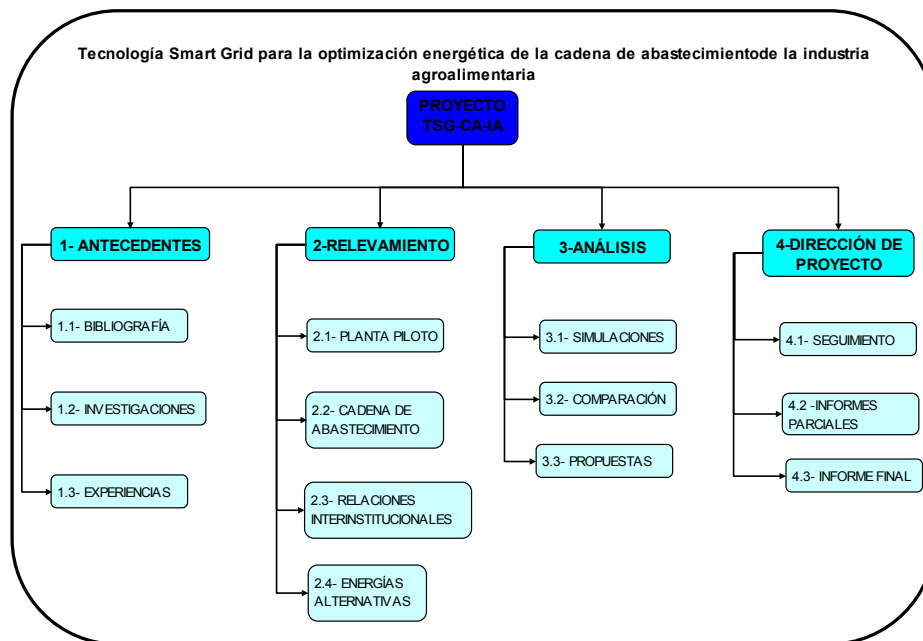 Tecnología Smart Grid para la optimización energética de la cadena de abastecimientode la industria
agroalimentaria
PROYECTO
TSG-CA-IA
1- ANTECEDENTES
1.1- BIBLIOGRAFÍA
1.2- INVESTIGACIONES
1.3- EXPERIENCIAS
2-RELEVAMIENTO
2.1- PLANTA PILOTO
2.2- CADENA DE
ABASTECIMIENTO
2.3- RELACIONES
INTERINSTITUCIONALES
2.4- ENERGÍAS
ALTERNATIVAS
3-ANÁLISIS
3.1- SIMULACIONES
3.2- COMPARACIÓN
3.3- PROPUESTAS
4-DIRECCIÓN DE
PROYECTO
4.1- SEGUIMIENTO
4.2 -INFORMES
PARCIALES
4.3- INFORME FINAL